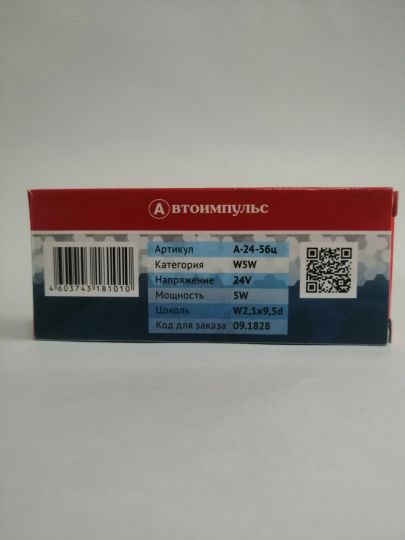 Автоимпульс
Артикул А-24-5бц
Категория W5W
Напряжение 24V
Мощность 5W
Цоколь W2,1x9,5d
Код для заказа 09.1828
4 603743 181010